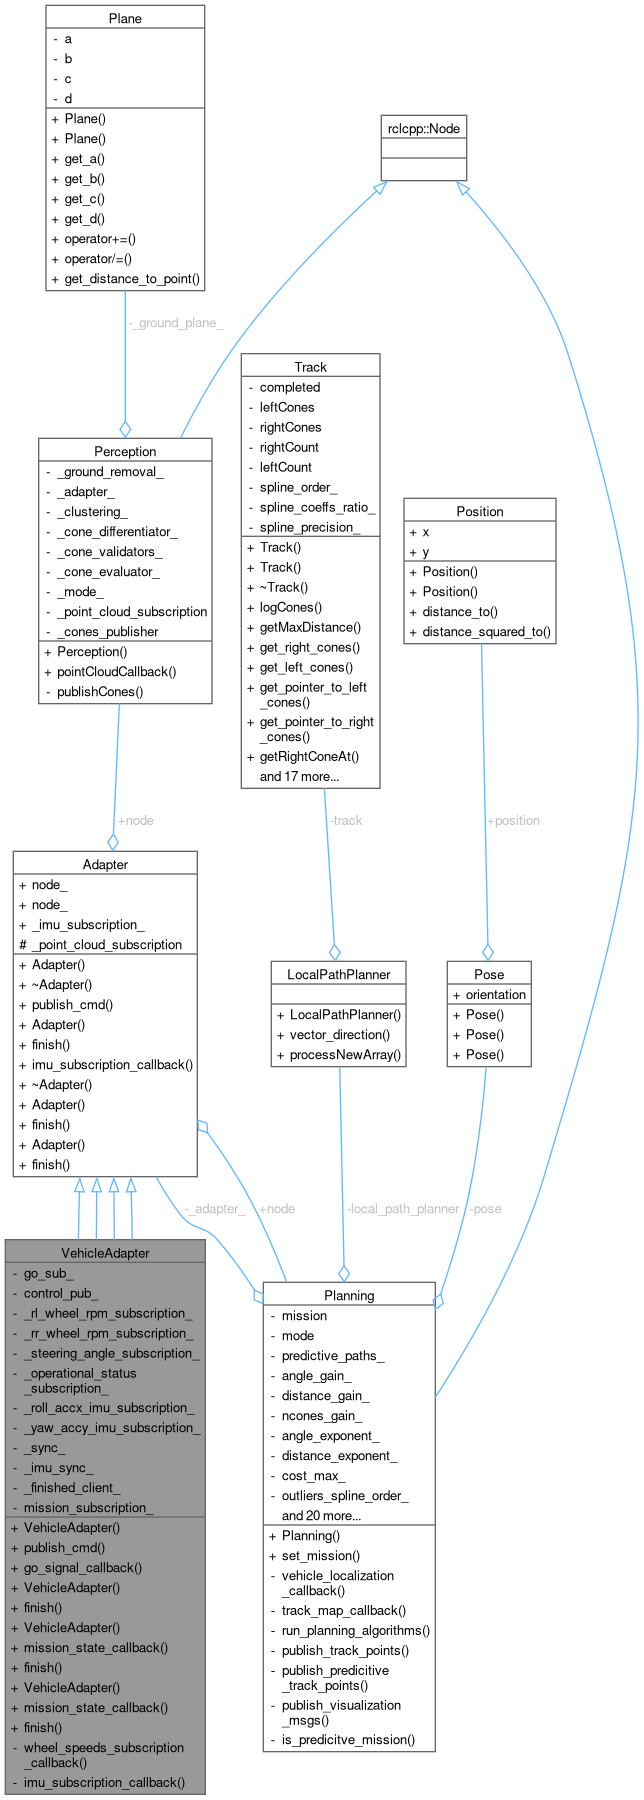 Plane
- a
- b
- c
- d
+ Plane()
+ Plane()
+ get_a()
+ get_b()
+ get_c()
+ get_d()
+ operator+=()
+ operator/=()
+ get_distance_to_point()
rclcpp::Node
-_ground_plane_
Track
- completed
- leftCones
- rightCones
- rightCount
- leftCount
- spline_order_
- spline_coeffs_ratio_
- spline_precision_
+ Track()
+ Track()
+ ~Track()
+ logCones()
+ getMaxDistance()
+ get_right_cones()
+ get_left_cones()
+ get_pointer_to_left
_cones()
+ get_pointer_to_right
_cones()
+ getRightConeAt()
and 17 more...
Perception
- _ground_removal_
- _adapter_
- _clustering_
- _cone_differentiator_
- _cone_validators_
- _cone_evaluator_
- _mode_
- _point_cloud_subscription
- _cones_publisher
+ Perception()
+ pointCloudCallback()
- publishCones()
Position
+ x
+ y
+ Position()
+ Position()
+ distance_to()
+ distance_squared_to()
+node
-track
+position
Adapter
+ node_
+ node_
+ _imu_subscription_
# _point_cloud_subscription
+ Adapter()
+ ~Adapter()
+ publish_cmd()
+ Adapter()
+ finish()
+ imu_subscription_callback()
+ ~Adapter()
+ Adapter()
+ finish()
+ Adapter()
+ finish()
LocalPathPlanner
+ LocalPathPlanner()
+ vector_direction()
+ processNewArray()
Pose
+ orientation
+ Pose()
+ Pose()
+ Pose()
-_adapter_
+node
-local_path_planner
-pose
VehicleAdapter
- go_sub_
- control_pub_
- _rl_wheel_rpm_subscription_
- _rr_wheel_rpm_subscription_
- _steering_angle_subscription_
- _operational_status
_subscription_
- _roll_accx_imu_subscription_
- _yaw_accy_imu_subscription_
- _sync_
- _imu_sync_
- _finished_client_
- mission_subscription_
+ VehicleAdapter()
+ publish_cmd()
+ go_signal_callback()
+ VehicleAdapter()
+ finish()
+ VehicleAdapter()
+ mission_state_callback()
+ finish()
+ VehicleAdapter()
+ mission_state_callback()
+ finish()
- wheel_speeds_subscription
_callback()
- imu_subscription_callback()
Planning
- mission
- mode
- predictive_paths_
- angle_gain_
- distance_gain_
- ncones_gain_
- angle_exponent_
- distance_exponent_
- cost_max_
- outliers_spline_order_
and 20 more...
+ Planning()
+ set_mission()
- vehicle_localization
_callback()
- track_map_callback()
- run_planning_algorithms()
- publish_track_points()
- publish_predicitive
_track_points()
- publish_visualization
_msgs()
- is_predicitve_mission()